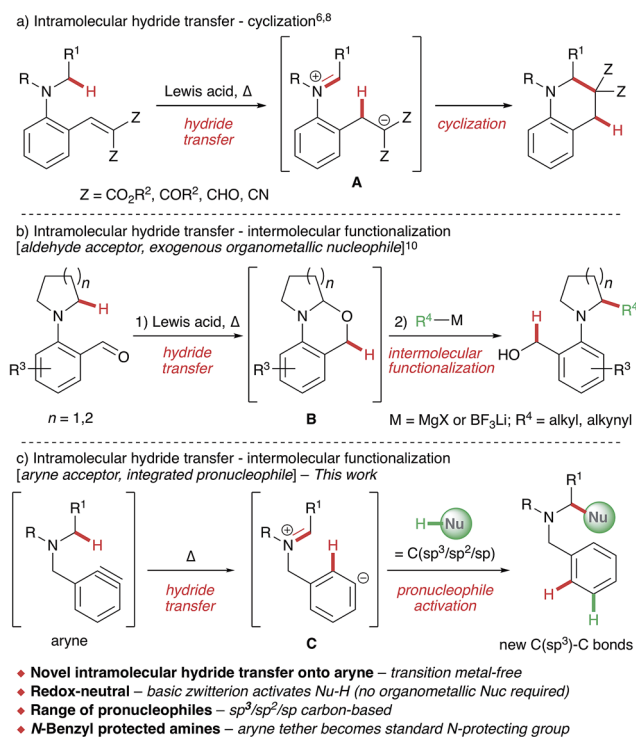 a) Intramolecular hydride transfer - cyclization6,8
R1
R
N
H
Z
Z
Lewis acid, Δ
hydride
transfer
R1
R
N
⊕
H
⊖
Z
Z
A
cyclization
R1
R
N
Z
Z
H
Z = CO2R2, COR2, CHO, CN
b) Intramolecular hydride transfer - intermolecular functionalization
[aldehyde acceptor, exogenous organometallic nucleophile]10
( )n
H
N
O
R3
n = 1,2
1) Lewis acid, Δ
hydride
transfer
( )n
N
O
H
R3
B
2) R4—M
intermolecular
functionalization
( )n
R4
H
N
HO
R3
M = MgX or BF3Li; R4 = alkyl, alkynyl
c) Intramolecular hydride transfer - intermolecular functionalization
[aryne acceptor, integrated pronucleophile] – This work
R1
R
N
H
aryne
Δ
hydride
transfer
R1
R
N
⊕
H
⊖
C
H Nu
= C(sp3/sp2/sp)
pronucleophile
activation
R1
R
N
Nu
H
H
new C(sp3)-C bonds
◆ Novel intramolecular hydride transfer onto aryne – transition metal-free
◆ Redox-neutral – basic zwitterion activates Nu-H (no organometallic Nuc required)
◆ Range of pronucleophiles – sp3/sp2/sp carbon-based
◆ N-Benzyl protected amines – aryne tether becomes standard N-protecting group